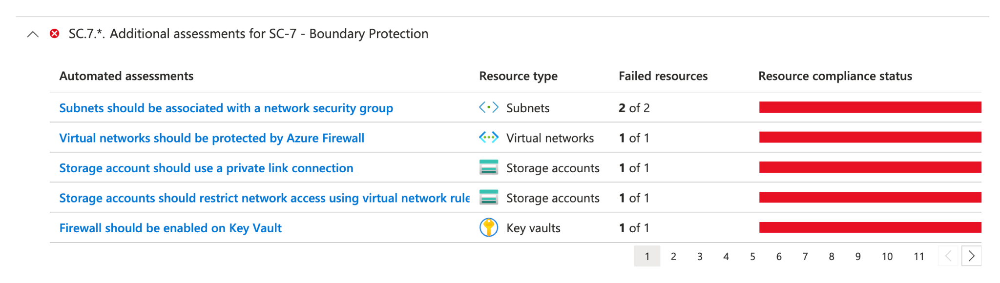 SC.7.*. Additional assessments for SC-7 - Boundary Protection
Automated assessments Resource type Failed resources Resource compliance status
Subnets should be associated with a network security group Subnets 2 of 2
Virtual networks should be protected by Azure Firewall Virtual networks 1 of 1
Storage account should use a private link connection Storage accounts 1 of 1
Storage accounts should restrict network access using virtual network rule Storage accounts 1 of 1
Firewall should be enabled on Key Vault Key vaults 1 of 1
1 2 3 4 5 6 7 8 9 10 11